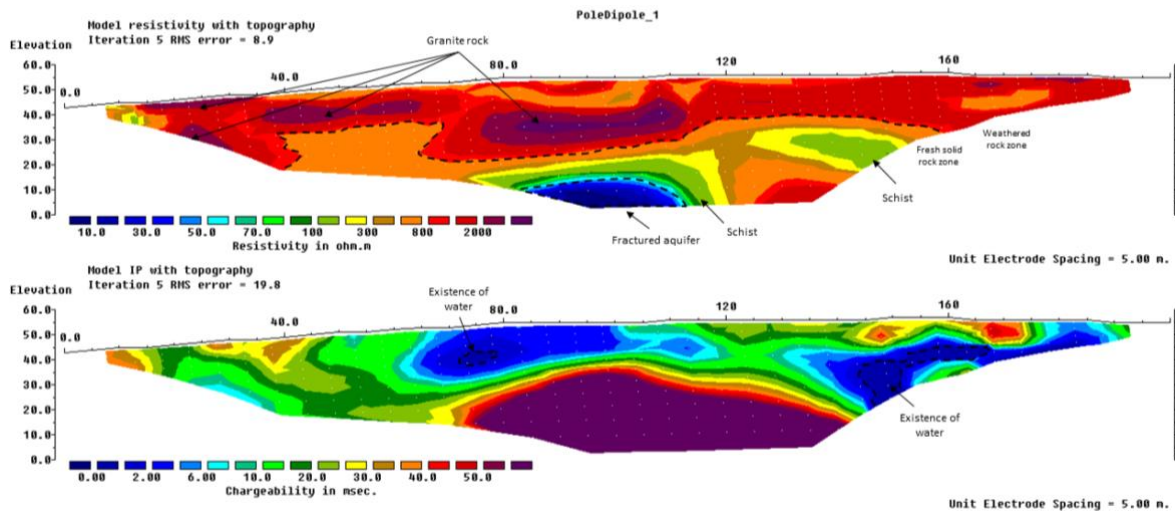 PoleDipole_1
Model resistivity with topography
Iteration 5 RMS error = 8.9
Granite rock
Elevation
60.0
50.0
40.0
30.0
20.0
10.0
0.0
0.0
40.0
80.0
120
160
Weathered
rock zone
Fresh solid
rock zone
Schist
Schist
Fractured aquifer
10.0 30.0 50.0 70.0 100 300 800 2000
Resistivity in ohm.m
Unit Electrode Spacing = 5.00 m.
Model IP with topography
Iteration 5 RMS error = 19.8
Existence of
water
Elevation
60.0
50.0
40.0
30.0
20.0
10.0
0.0
0.0
40.0
80.0
120
160
Existence of
water
0.00 2.00 6.00 10.0 20.0 30.0 40.0 50.0
Chargeability in msec.
Unit Electrode Spacing = 5.00 m.